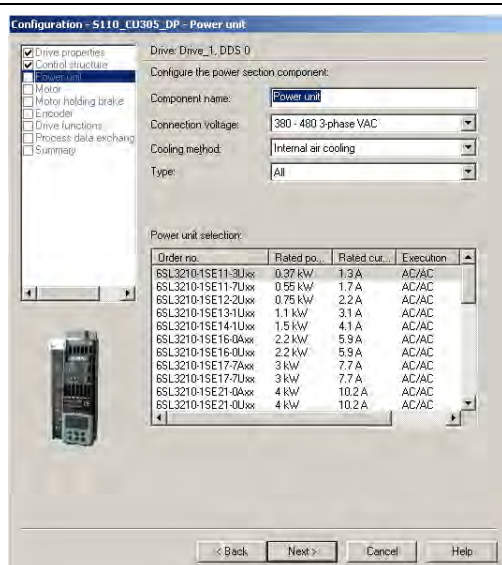 Configuration - S110_CU305_DP - Power unit
Drive properties
Control structure
Power unit
Motor
Motor holding brake
Encoder
Drive functions
Process data exchang
Summary
Drive: Drive_1, DDS 0
Configure the power section component:
Component name: Power unit
Connection voltage: 380 - 480 3-phase VAC
Cooling method: Internal air cooling
Type: All
Power unit selection:
Order no. Rated po... Rated cur... Execution
6SL3210-1SE11-3Uxx 0.37 kW 1.3 A AC/AC
6SL3210-1SE11-7Uxx 0.55 kW 1.7 A AC/AC
6SL3210-1SE12-2Uxx 0.75 kW 2.2 A AC/AC
6SL3210-1SE13-1Uxx 1.1 kW 3.1 A AC/AC
6SL3210-1SE14-1Uxx 1.5 kW 4.1 A AC/AC
6SL3210-1SE16-0Axx 2.2 kW 5.9 A AC/AC
6SL3210-1SE16-0Uxx 2.2 kW 5.9 A AC/AC
6SL3210-1SE17-7Axx 3 kW 7.7 A AC/AC
6SL3210-1SE17-7Uxx 3 kW 7.7 A AC/AC
6SL3210-1SE21-0Axx 4 kW 10.2 A AC/AC
6SL3210-1SE21-0Uxx 4 kW 10.2 A AC/AC
< Back Next > Cancel Help